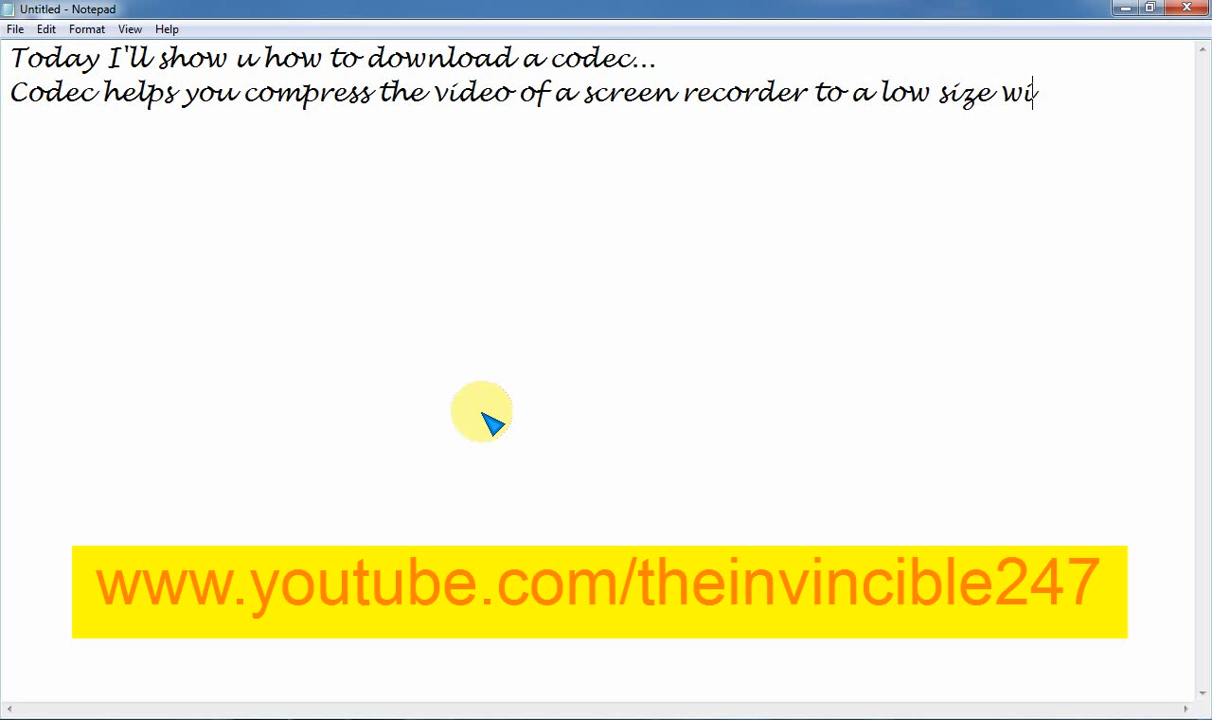 Untitled - Notepad
File Edit Format View Help
Today I'll show u how to download a codec...
Codec helps you compress the video of a screen recorder to a low size wi
www.youtube.com/theinvincible247